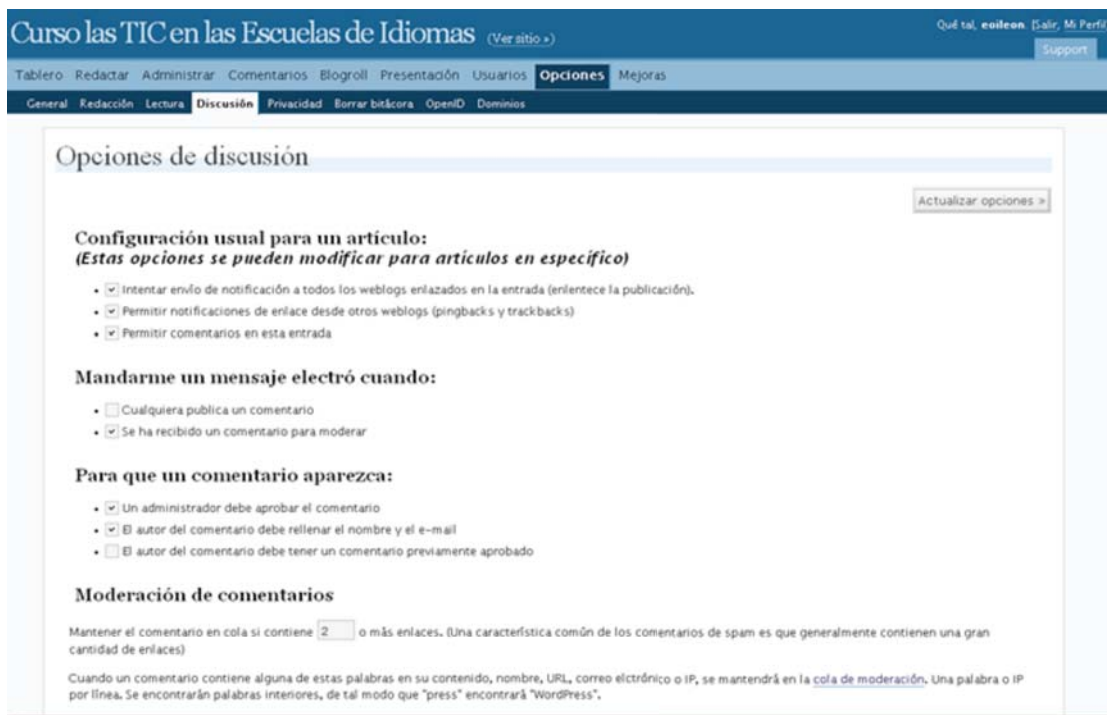 Curso las TIC en las Escuelas de Idiomas (Ver sitio »)
Qué tal, eoileon. [Salir, Mi Perfil
Support
Tablero Redactar Administrar Comentarios Blogroll Presentación Usuarios Opciones Mejoras
General Redacción Lectura Discusión Privacidad Borrar bitácora OpenID Dominios
Opciones de discusión
Actualizar opciones »
Configuración usual para un artículo:
(Estas opciones se pueden modificar para artículos en específico)
Intentar envío de notificación a todos los weblogs enlazados en la entrada (enlentece la publicación).
Permitir notificaciones de enlace desde otros weblogs (pingbacks y trackbacks)
Permitir comentarios en esta entrada
Mandarme un mensaje electró cuando:
Cualquiera publica un comentario
Se ha recibido un comentario para moderar
Para que un comentario aparezca:
Un administrador debe aprobar el comentario
El autor del comentario debe rellenar el nombre y el e-mail
El autor del comentario debe tener un comentario previamente aprobado
Moderación de comentarios
Mantener el comentario en cola si contiene 2 o más enlaces. (Una característica común de los comentarios de spam es que generalmente contienen una gran
cantidad de enlaces)
Cuando un comentario contiene alguna de estas palabras en su contenido, nombre, URL, correo elctrónico o IP, se mantendrá en la cola de moderación. Una palabra o IP
por línea. Se encontrarán palabras interiores, de tal modo que "press" encontrará "WordPress".